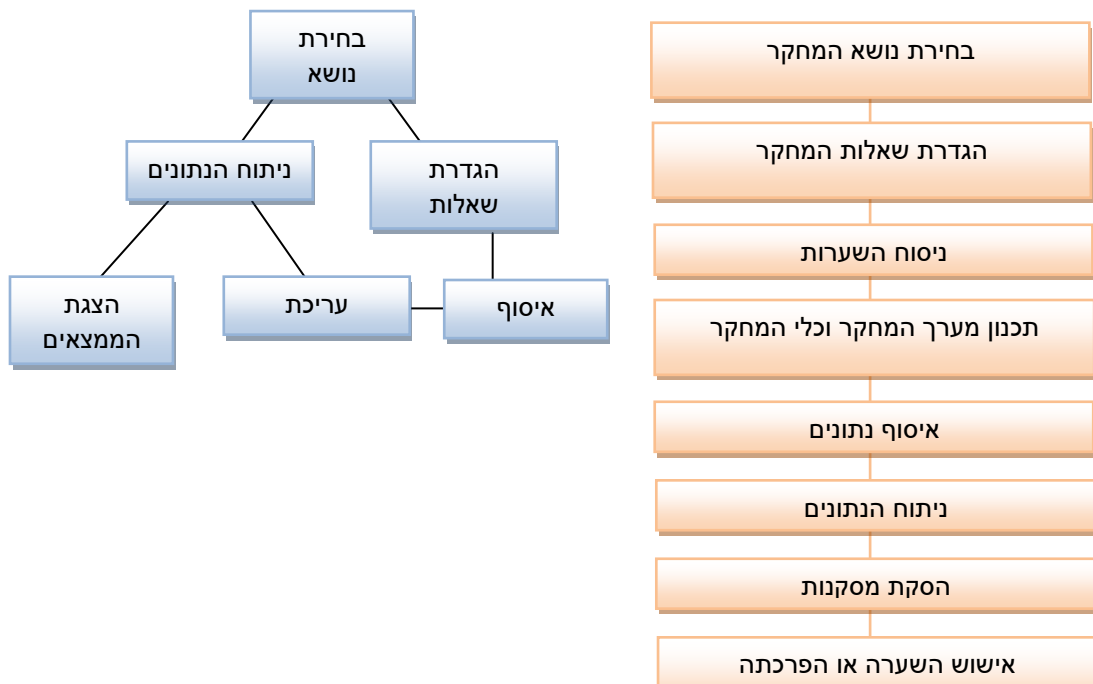 בחירת נושא המחקר
הגדרת שאלות המחקר
ניסוח השערות
תכנון מערך המחקר וכלי המחקר
איסוף נתונים
ניתוח הנתונים
הסקת מסקנות
אישוש השערה או הפרכתה
בחירת
נושא
הגדרת
שאלות
ניתוח הנתונים
איסוף
עריכת
הצגת
הממצאים